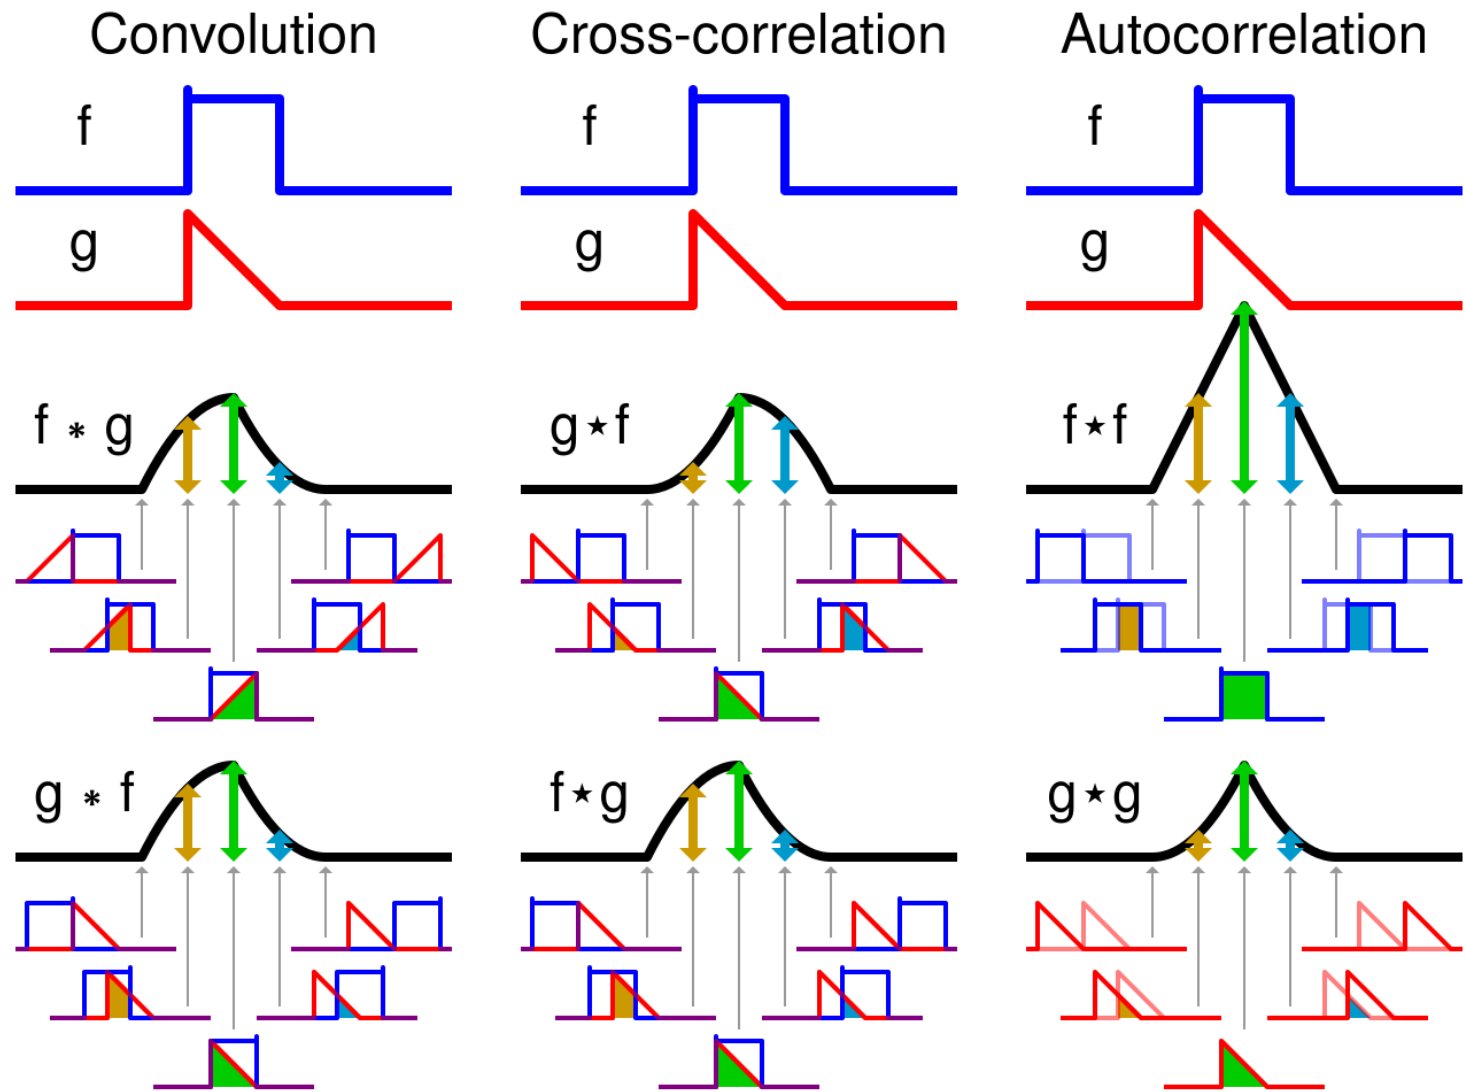 Convolution Cross-correlation Autocorrelation
f f f
g g g
f * g g⋆f f⋆f
g * f f⋆g g⋆g